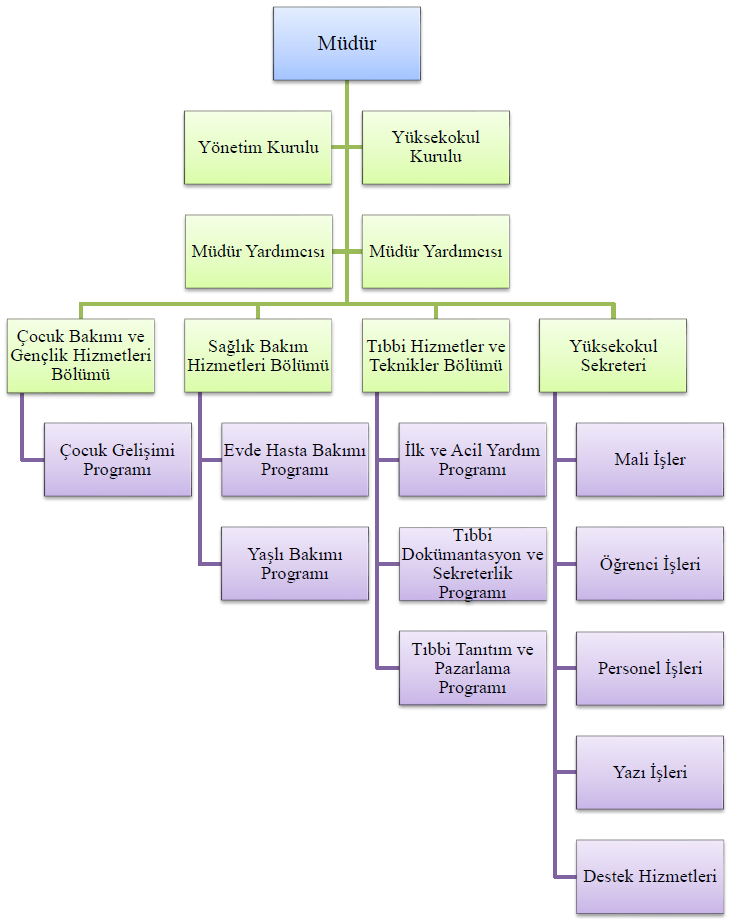 Müdür
Yönetim Kurulu
Yüksekokul
Kurulu
Müdür Yardımcısı
Müdür Yardımcısı
Çocuk Bakımı ve
Gençlik Hizmetleri
Bölümü
Sağlık Bakım
Hizmetleri Bölümü
Tıbbi Hizmetler ve
Teknikler Bölümü
Yüksekokul
Sekreteri
Çocuk Gelişimi
Programı
Evde Hasta Bakımı
Programı
İlk ve Acil Yardım
Programı
Mali İşler
Yaşlı Bakımı
Programı
Tıbbi
Dokümantasyon ve
Sekreterlik
Programı
Öğrenci İşleri
Tıbbi Tanıtım ve
Pazarlama
Programı
Personel İşleri
Yazı İşleri
Destek Hizmetleri